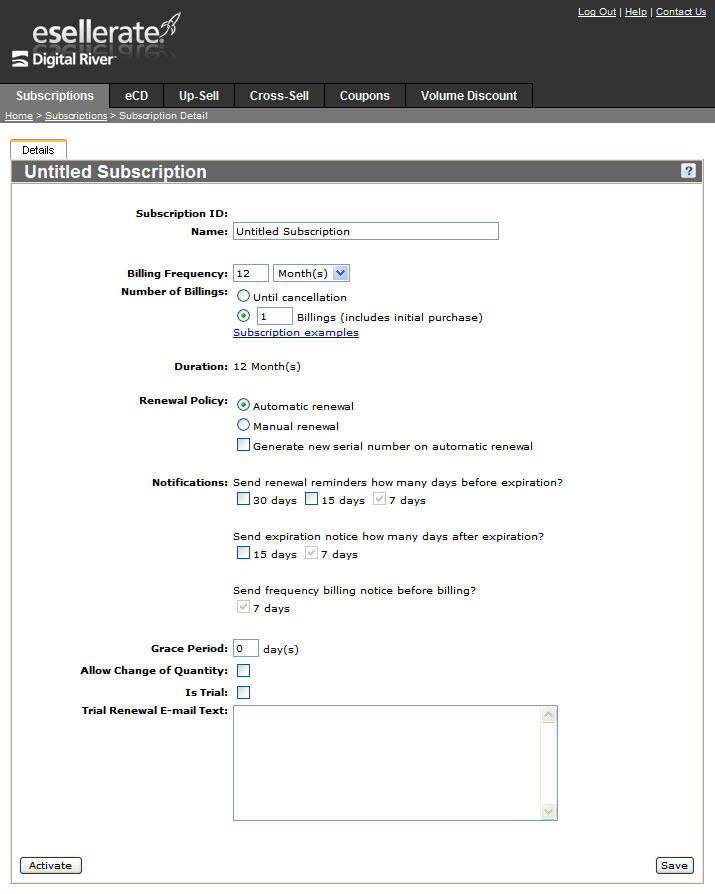 Log Out | Help | Contact Us
esellerate.
Digital River
Subscriptions eCD Up-Sell Cross-Sell Coupons Volume Discount
Home > Subscriptions > Subscription Detail
Details
Untitled Subscription ?
Subscription ID:
Name: Untitled Subscription
Billing Frequency: 12 Month(s)
Number of Billings: Until cancellation
1 Billings (includes initial purchase)
Subscription examples
Duration: 12 Month(s)
Renewal Policy: Automatic renewal
Manual renewal
Generate new serial number on automatic renewal
Notifications: Send renewal reminders how many days before expiration?
30 days 15 days 7 days
Send expiration notice how many days after expiration?
15 days 7 days
Send frequency billing notice before billing?
7 days
Grace Period: 0 day(s)
Allow Change of Quantity:
Is Trial:
Trial Renewal E-mail Text:
Activate Save